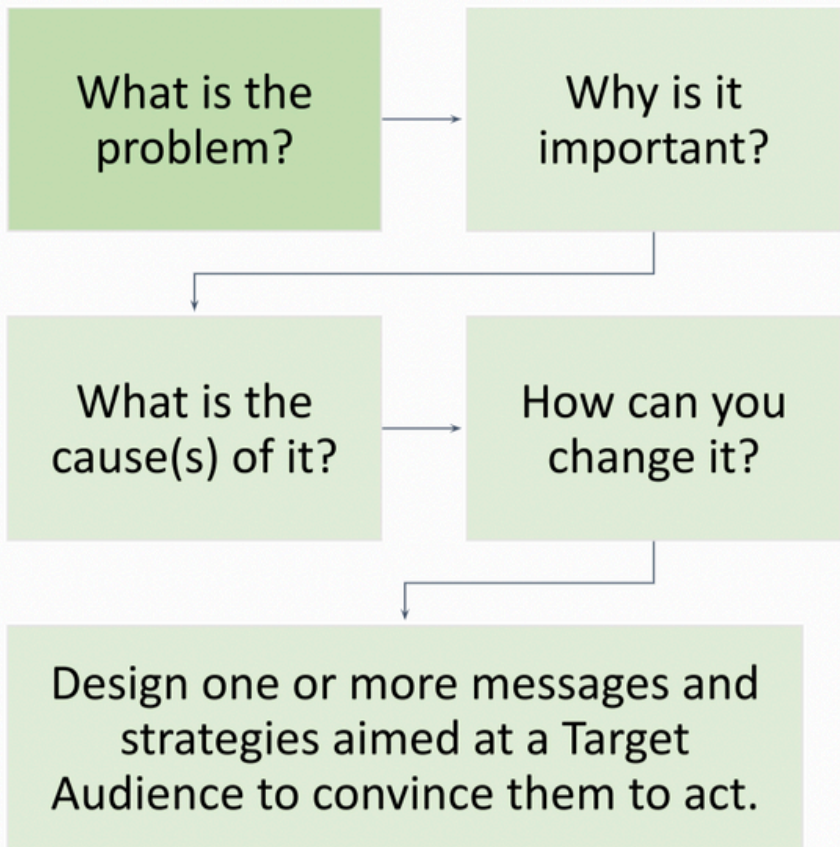 What is the
problem?
Why is it
important?
What is the
cause(s) of it?
How can you
change it?
Design one or more messages and
strategies aimed at a Target
Audience to convince them to act.